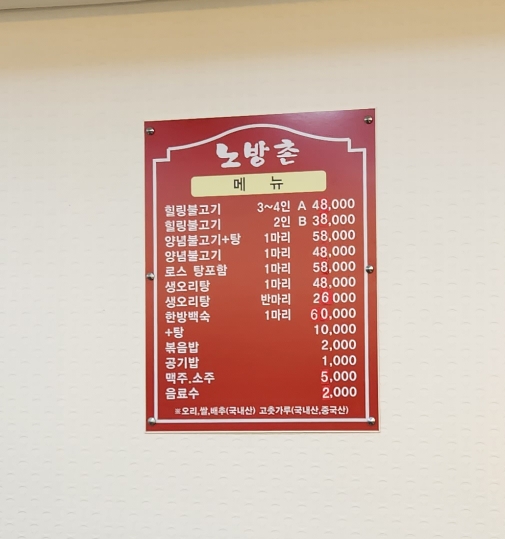 노방촌
메 뉴
힐링불고기 3~4인 A 48,000
힐링불고기 2인 B 38,000
양념불고기+탕 1마리 58,000
양념불고기 1마리 48,000
로스 탕포함 1마리 58,000
생오리탕 1마리 48,000
생오리탕 반마리 26000
한방백숙 1마리 60,000
+탕 10,000
볶음밥 2,000
공기밥 1,000
맥주.소주 5,000
음료수 2,000
※오리,쌀,배추(국내산) 고춧가루(국내산,중국산)